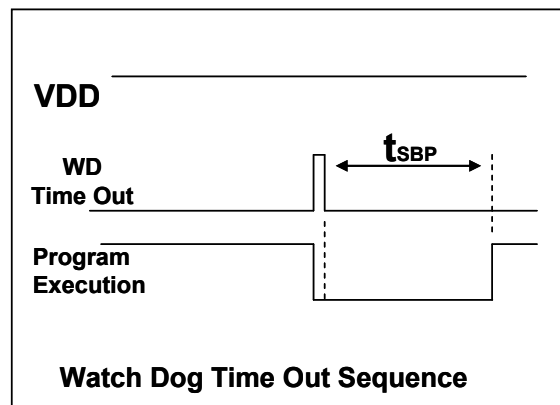 VDD
tSBP
WD
Time Out
Program
Execution
Watch Dog Time Out Sequence